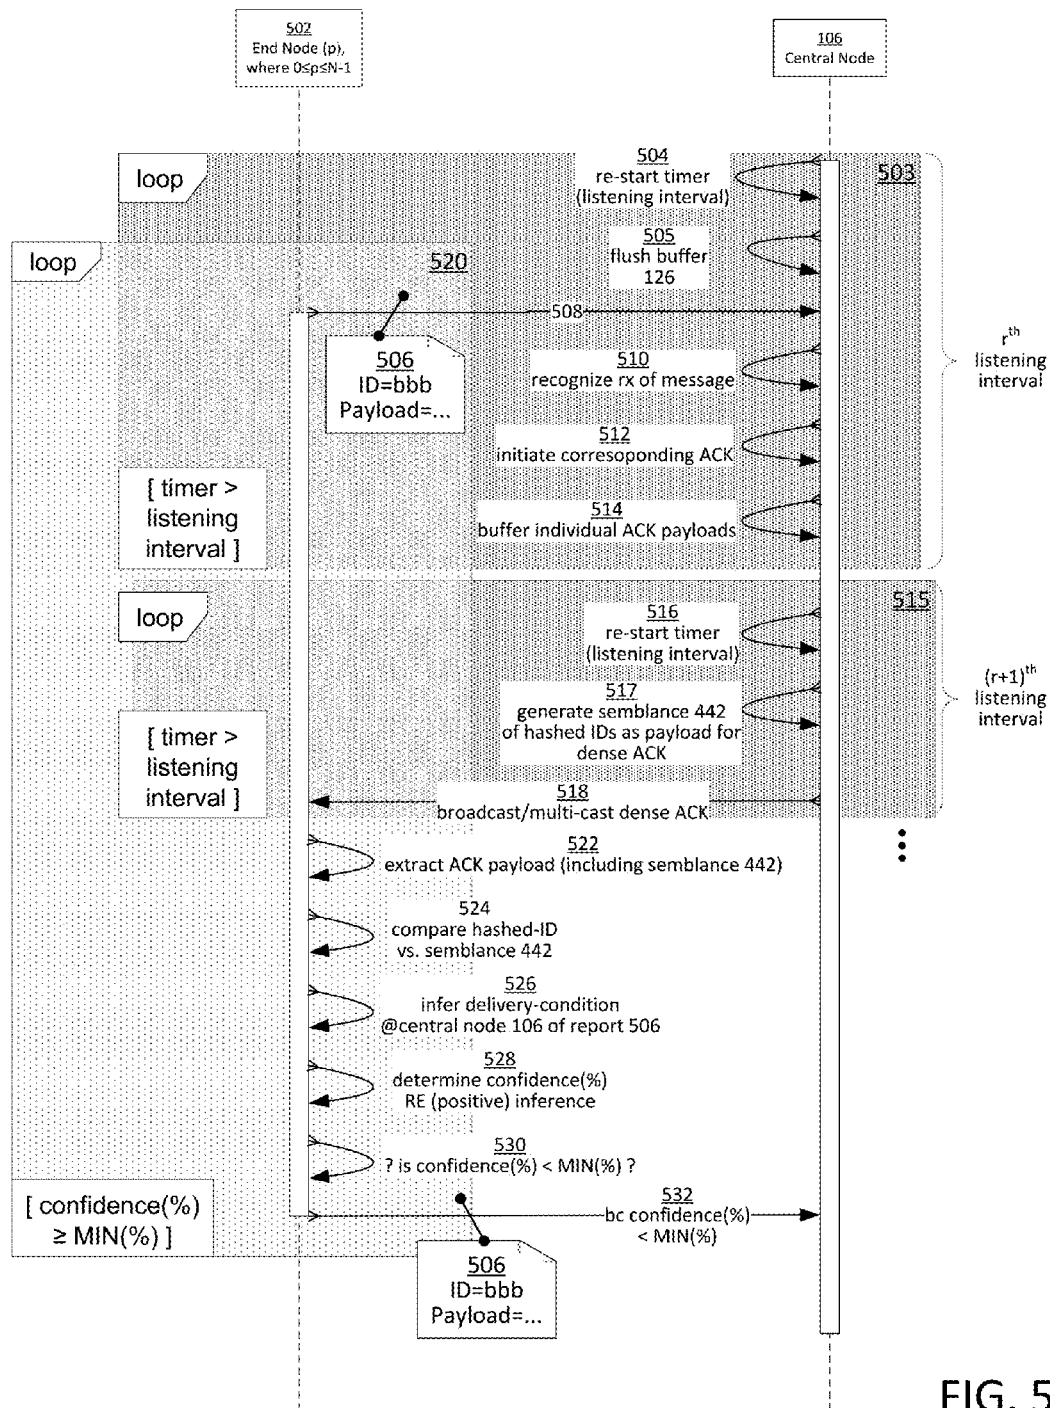 502
End Node (p),
where 0≤p≤N-1
106
Central Node
loop
504
re-start timer
(listening interval)
503
505
flush buffer
126
loop
520
508
506
ID=bbb
Payload=...
510
recognize rx of message
rth
listening
interval
512
initiate corresoponding ACK
[ timer >
listening
interval ]
514
buffer individual ACK payloads
loop
515
516
re-start timer
(listening interval)
(r+1)th
listening
interval
517
generate semblance 442
of hashed IDs as payload for
dense ACK
[ timer >
listening
interval ]
518
broadcast/multi-cast dense ACK
522
extract ACK payload (including semblance 442)
524
compare hashed-ID
vs. semblance 442
526
infer delivery-condition
@central node 106 of report 506
528
determine confidence(%)
RE (positive) inference
530
? is confidence(%) < MIN(%) ?
[ confidence(%)
≥ MIN(%) ]
532
bc confidence(%)
< MIN(%)
506
ID=bbb
Payload=...
FIG. 5